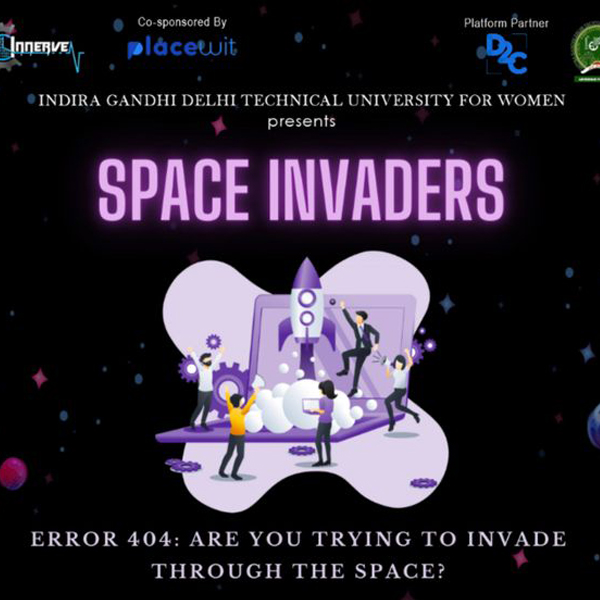 INNERVE
Co-sponsored By
placewit
Platform Partner
D2C
INDIRA GANDHI DELHI TECHNICAL UNIVERSITY FOR WOMEN
presents
SPACE INVADERS
ERROR 404: ARE YOU TRYING TO INVADE
THROUGH THE SPACE?